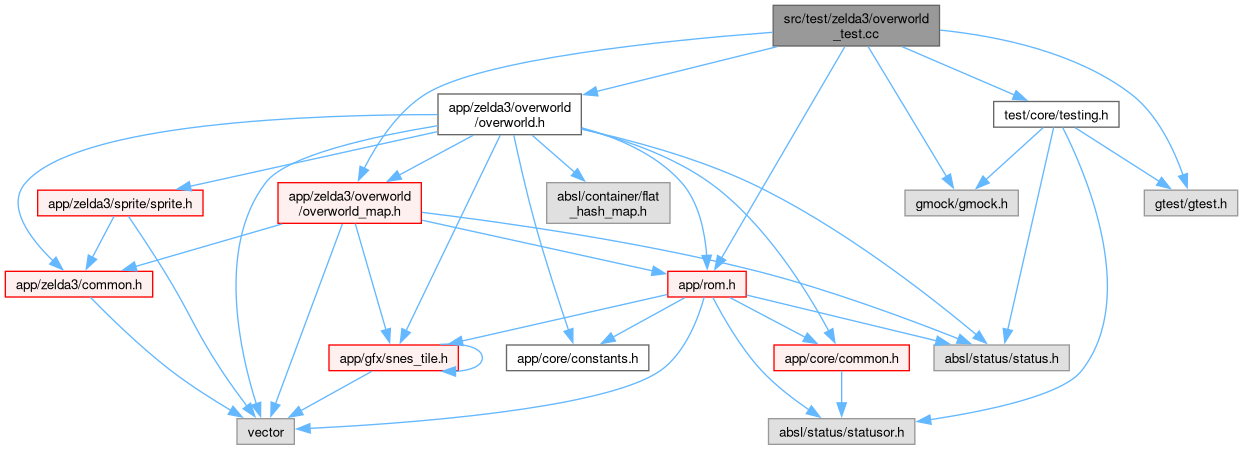 src/test/zelda3/overworld
_test.cc
app/zelda3/overworld
/overworld.h
test/core/testing.h
app/zelda3/sprite/sprite.h
app/zelda3/overworld
/overworld_map.h
absl/container/flat
_hash_map.h
gmock/gmock.h
gtest/gtest.h
app/zelda3/common.h
app/rom.h
app/gfx/snes_tile.h
app/core/constants.h
app/core/common.h
absl/status/status.h
vector
absl/status/statusor.h